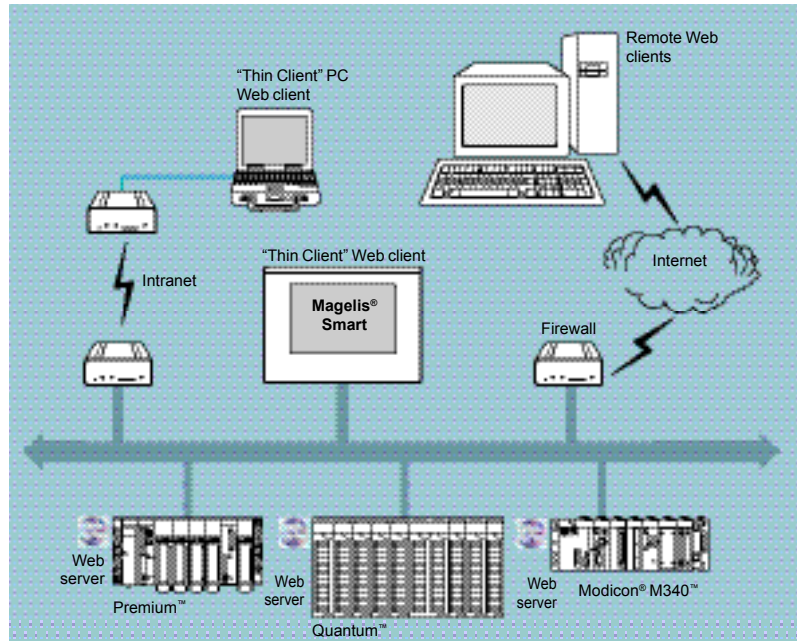 Remote Web
clients
“Thin Client” PC
Web client
“Thin Client” Web client
Intranet
Internet
Magelis®
Smart
Firewall
Web
server
Premium™
Web
server
Quantum™
Web
server
Modicon® M340™